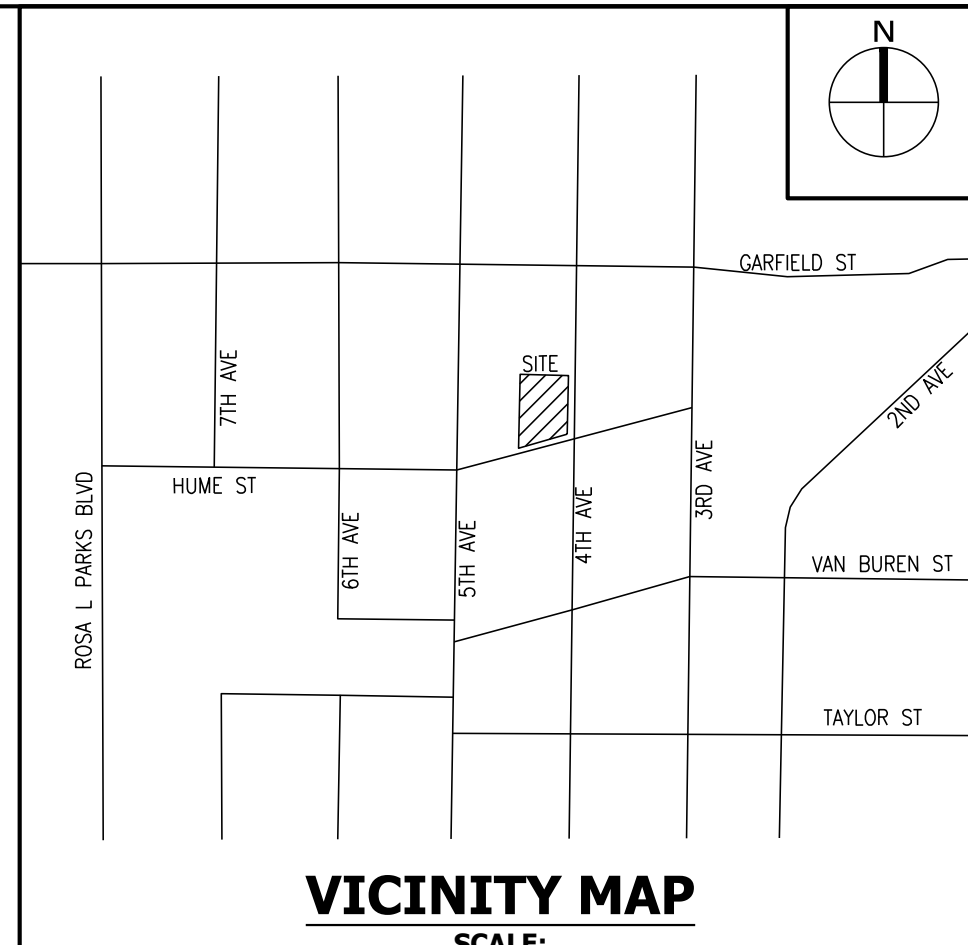 N
GARFIELD ST
SITE
7TH AVE
2ND AVE
HUME ST
3RD AVE
ROSA L PARKS BLVD
6TH AVE
5TH AVE
4TH AVE
VAN BUREN ST
TAYLOR ST
VICINITY MAP
SCALE: